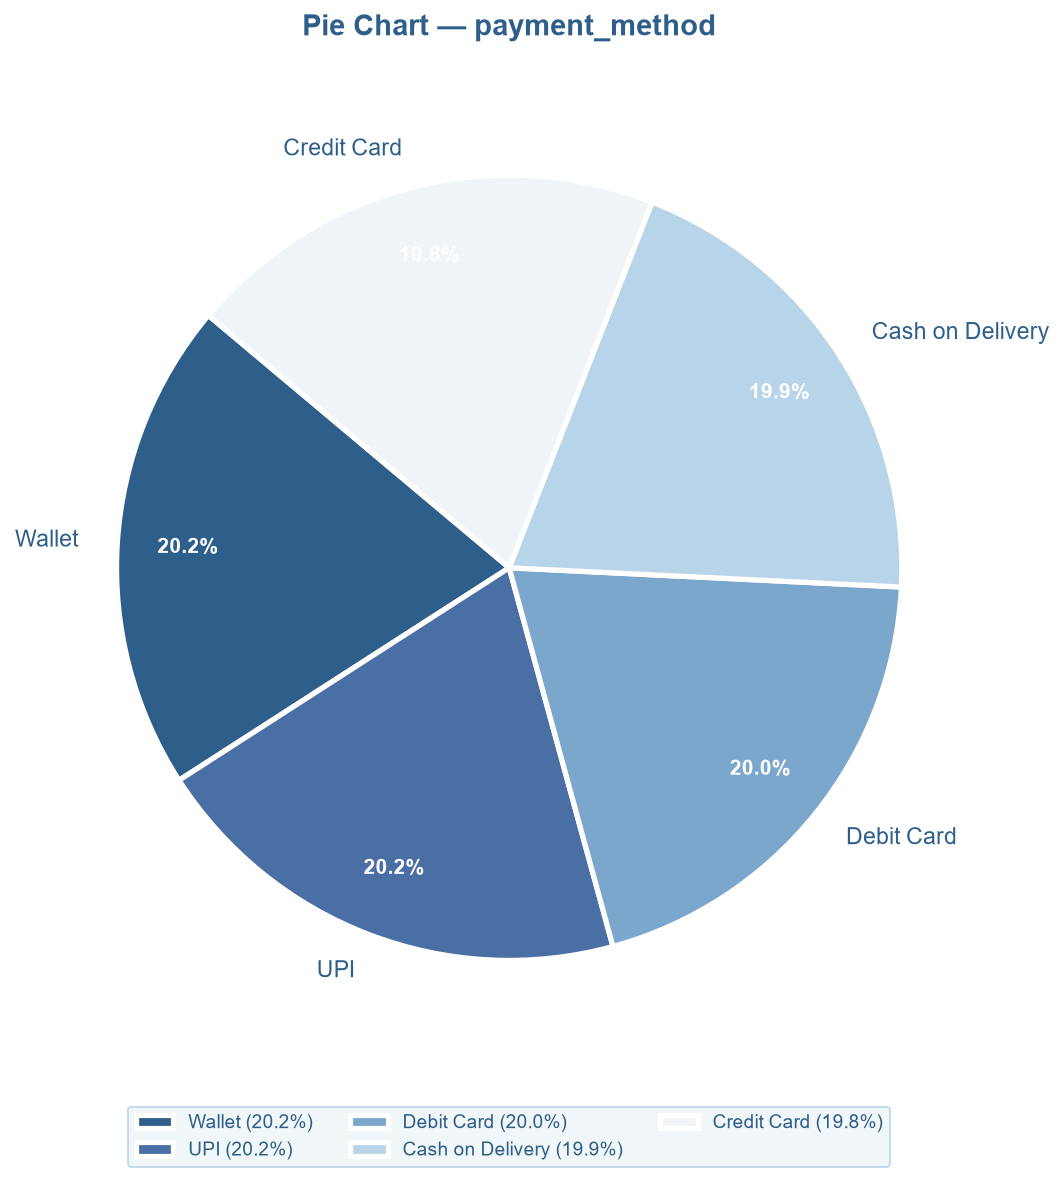 Pie Chart — payment_method
Credit Card
19.8%
Cash on Delivery
19.9%
Wallet
20.2%
20.0%
Debit Card
20.2%
UPI
Wallet (20.2%)
UPI (20.2%)
Debit Card (20.0%)
Cash on Delivery (19.9%)
Credit Card (19.8%)